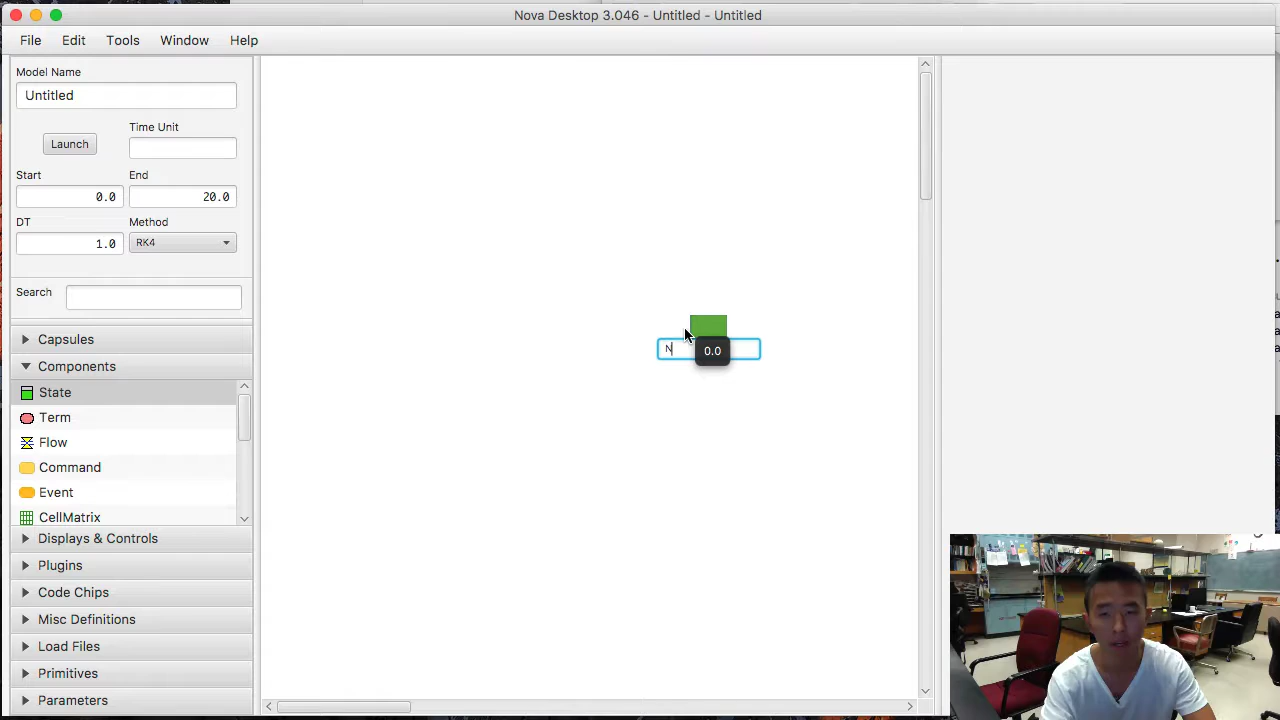 Nova Desktop 3.046 - Untitled - Untitled
File Edit Tools Window Help
Model Name
Untitled
Time Unit
Launch
Start End
0.0 20.0
DT Method
1.0 RK4
Search
Capsules
Components
State
Term
Flow
Command
Event
CellMatrix
Displays & Controls
Plugins
Code Chips
Misc Definitions
Load Files
Primitives
Parameters
N
0.0